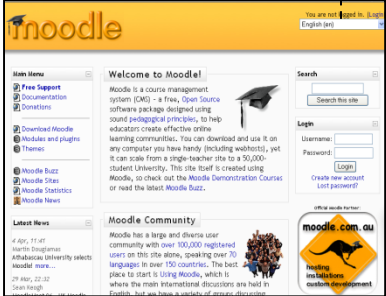 moodle
You are not logged in. (Login
English (en)
Main Menu
Free Support
Documentation
Donations
Download Moodle
Modules and plugins
Themes
Moodle Buzz
Moodle Sites
Moodle Statistics
Moodle News
Latest News
4 Apr, 11:41
Martin Dougiamas
Athabascau University selects
Moodle! more...
29 Mar, 22:32
Sean Keogh
Welcome to Moodle!
Moodle is a course management
system (CMS) - a free, Open Source
software package designed using
sound pedagogical principles, to help
educators create effective online
learning communities. You can download and use it on
any computer you have handy (including webhosts), yet
it can scale from a single-teacher site to a 50,000-
student University. This site itself is created using
Moodle, so check out the Moodle Demonstration Courses
or read the latest Moodle Buzz.
Moodle Community
Moodle has a large and diverse user
community with over 100,000 registered
users on this site alone, speaking over 70
languages in over 150 countries. The best
place to start is Using Moodle, which is
where the main international discussions are held in
English, but we have a variety of groups discussing
Search
Search this site
Login
Username:
Password:
Login
Create new account
Lost password?
Official Moodle Partner:
moodle.com.au
hosting
installations
custom development